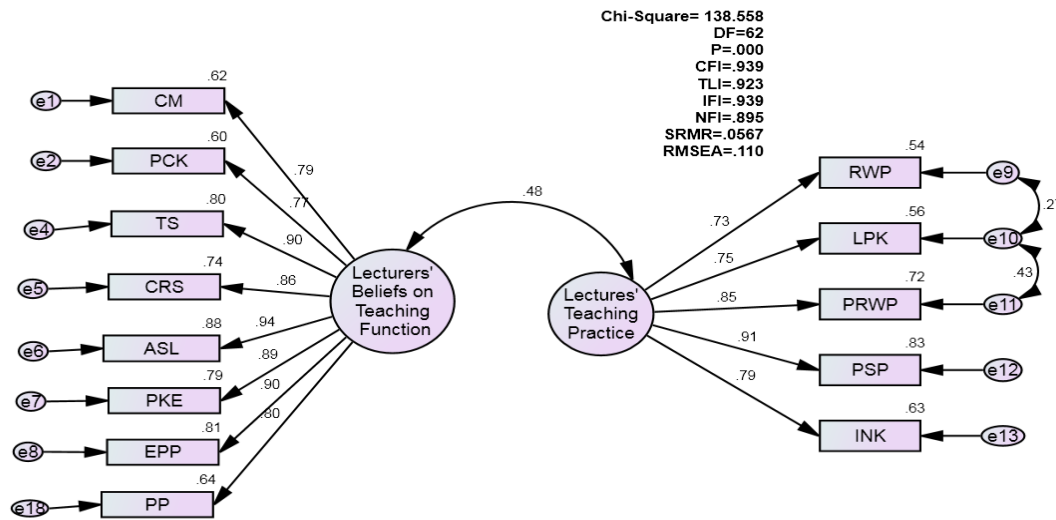 Chi-Square= 138.558
DF=62
P=.000
CFI=.939
TLI=.923
IFI=.939
NFI=.895
SRMR=.0567
RMSEA=.110
.62
e1
CM
.60
e2
PCK
.80
e4
TS
.74
e5
CRS
.88
e6
ASL
.79
e7
PKE
.81
e8
EPP
.64
e18
PP
.79
.77
.90
.86
.94
.89
.90
.80
Lecturers'
Beliefs on
Teaching
Function
.48
Lectures'
Teaching
Practice
.73
.75
.85
.91
.79
.54
RWP
e9
.56
LPK
e10
.72
PRWP
e11
.43
.83
PSP
e12
.63
INK
e13